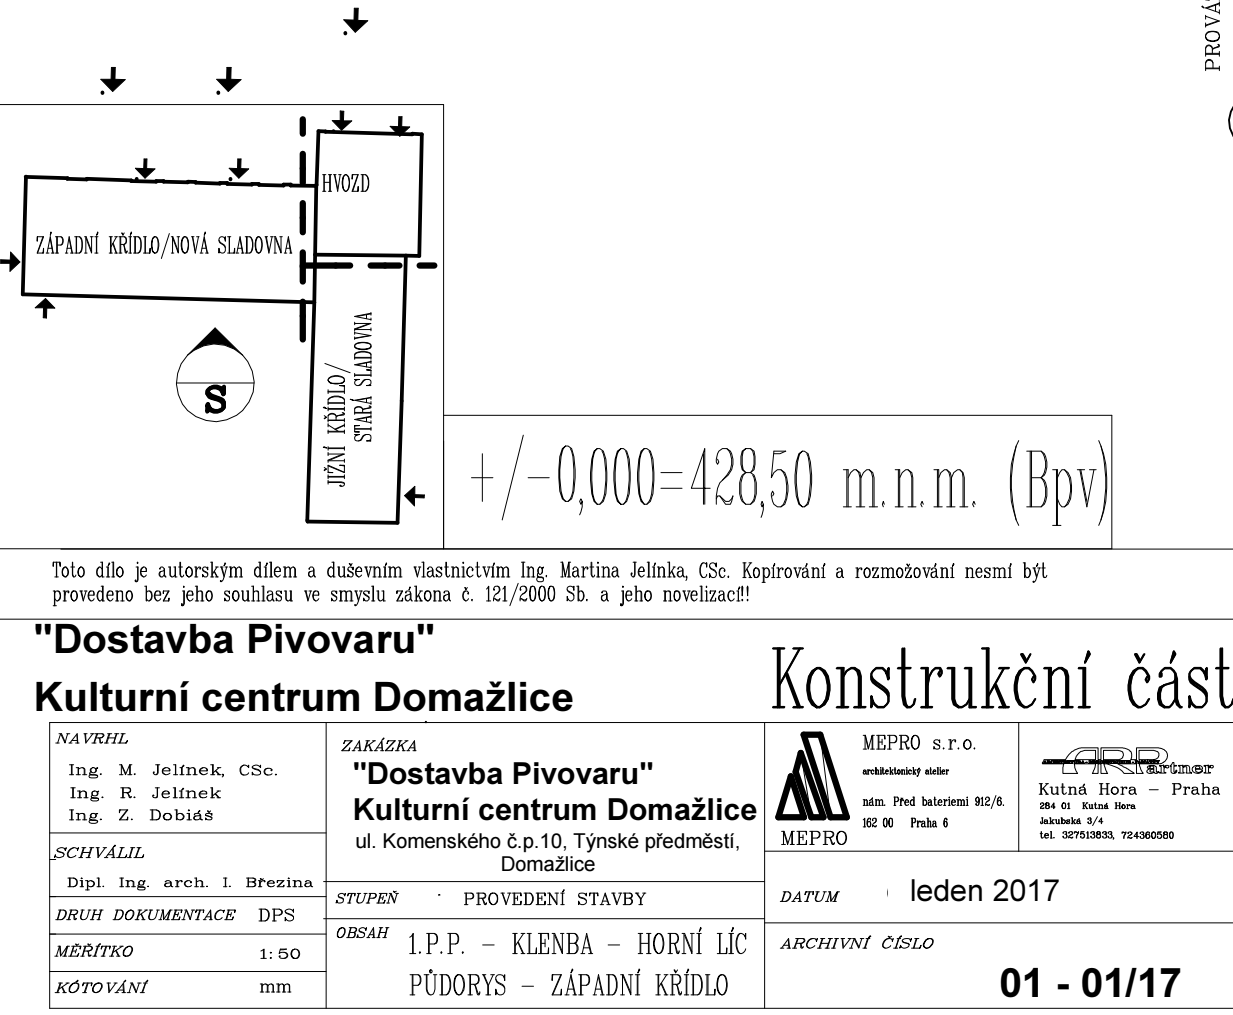 PROVÁ
HVOZD
ZÁPADNÍ KŘÍDLO/NOVÁ SLADOVNA
JIŽNÍ KŘÍDLO/
STARÁ SLADOVNA
S
+/-0,000=428,50 m.n.m. (Bpv)
Toto dílo je autorským dílem a duševním vlastnictvím Ing. Martina Jelínka, CSc. Kopírování a rozmožování nesmí být
provedeno bez jeho souhlasu ve smyslu zákona č. 121/2000 Sb. a jeho novelizací!!
"Dostavba Pivovaru"
Kulturní centrum Domažlice
Konstrukční část
NAVRHL
Ing. M. Jelínek, CSc.
Ing. R. Jelínek
Ing. Z. Dobiáš
SCHVÁLIL
Dipl. Ing. arch. I. Březina
DRUH DOKUMENTACE DPS
MĚŘÍTKO 1:50
KÓTOVÁNÍ mm
ZAKÁZKA
"Dostavba Pivovaru"
Kulturní centrum Domažlice
ul. Komenského č.p.10, Týnské předměstí,
Domažlice
STUPEŇ PROVEDENÍ STAVBY
OBSAH 1.P.P. – KLENBA – HORNÍ LÍC
PŮDORYS – ZÁPADNÍ KŘÍDLO
MEPRO s.r.o.
architektonický atelier
nám. Před bateriemi 912/6.
162 00 Praha 6
MEPRO
ARPartner
Kutná Hora – Praha
284 01 Kutná Hora
Jakubská 3/4
tel. 327513833, 724360580
DATUM leden 2017
ARCHIVNÍ ČÍSLO
01 - 01/17